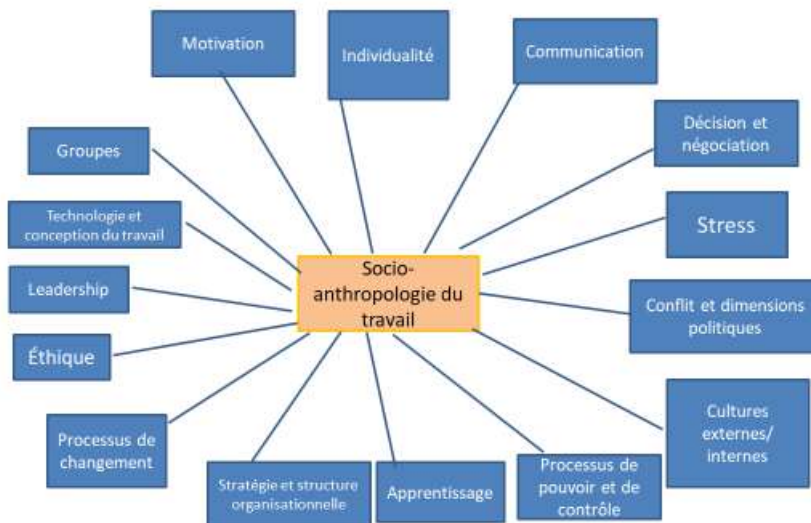 Motivation
Individualité
Communication
Décision et
négociation
Groupes
Technologie et
conception du travail
Stress
Socio-
anthropologie du
travail
Leadership
Conflit et dimensions
politiques
Éthique
Cultures
externes/
internes
Processus de
changement
Stratégie et structure
organisationnelle
Apprentissage
Processus de
pouvoir et de
contrôle